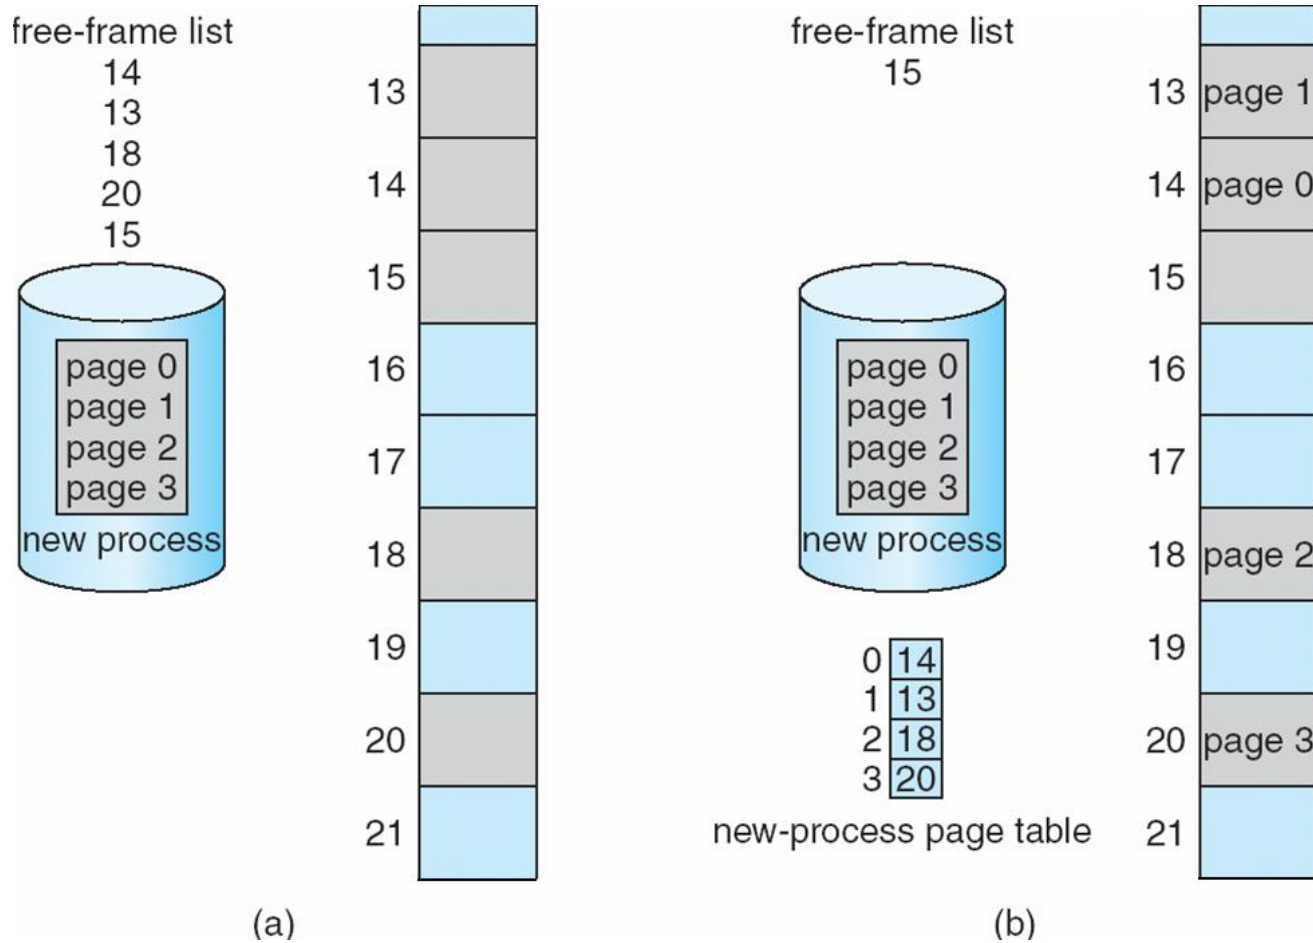 free-frame list
14
13
18
20
15
page 0
page 1
page 2
page 3
new process
13
14
15
16
17
18
19
20
21
(a)
free-frame list
15
page 0
page 1
page 2
page 3
new process
0 14
1 13
2 18
3 20
new-process page table
13 page 1
14 page 0
15
16
17
18 page 2
19
20 page 3
21
(b)